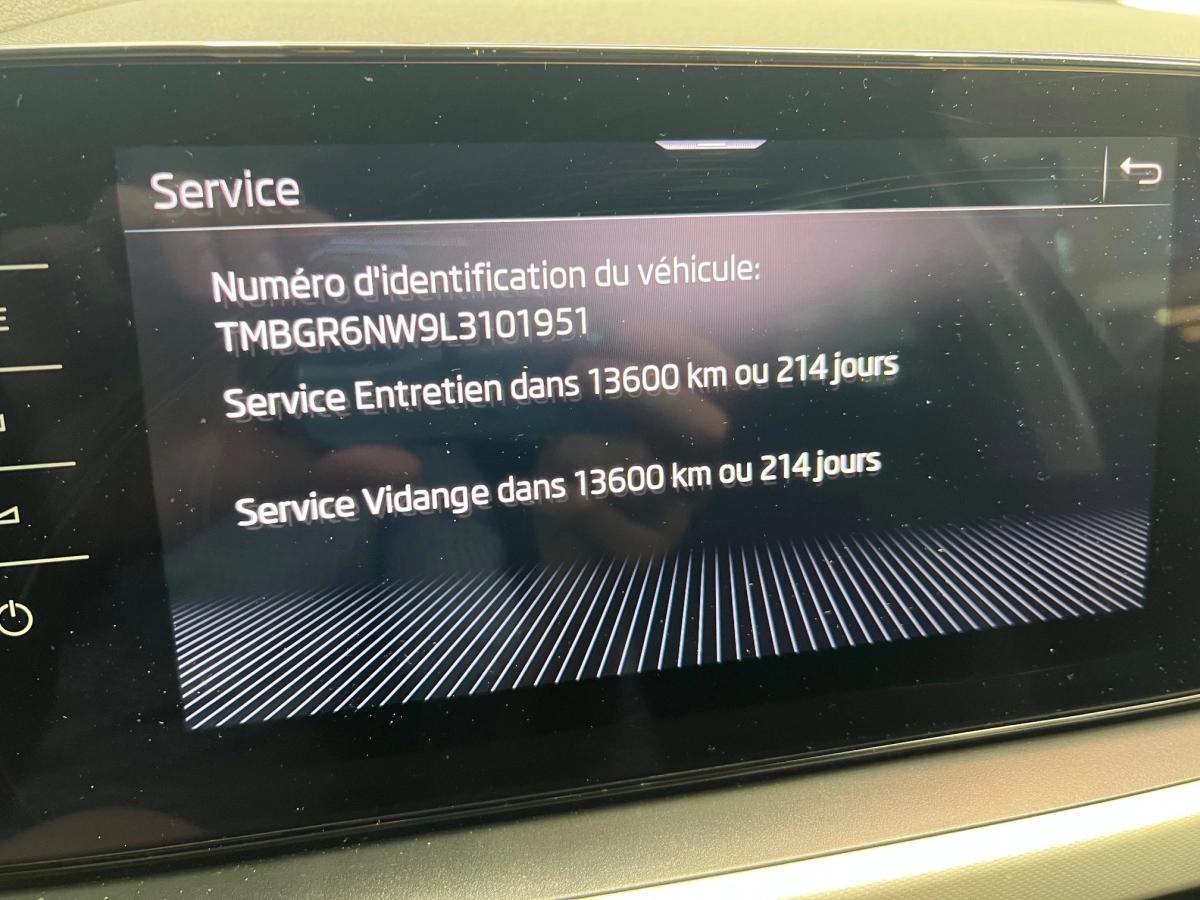 Service
Numéro d'identification du véhicule:
TMBGR6NW9L3101951
Service Entretien dans 13600 km ou 214 jours
Service Vidange dans 13600 km ou 214 jours